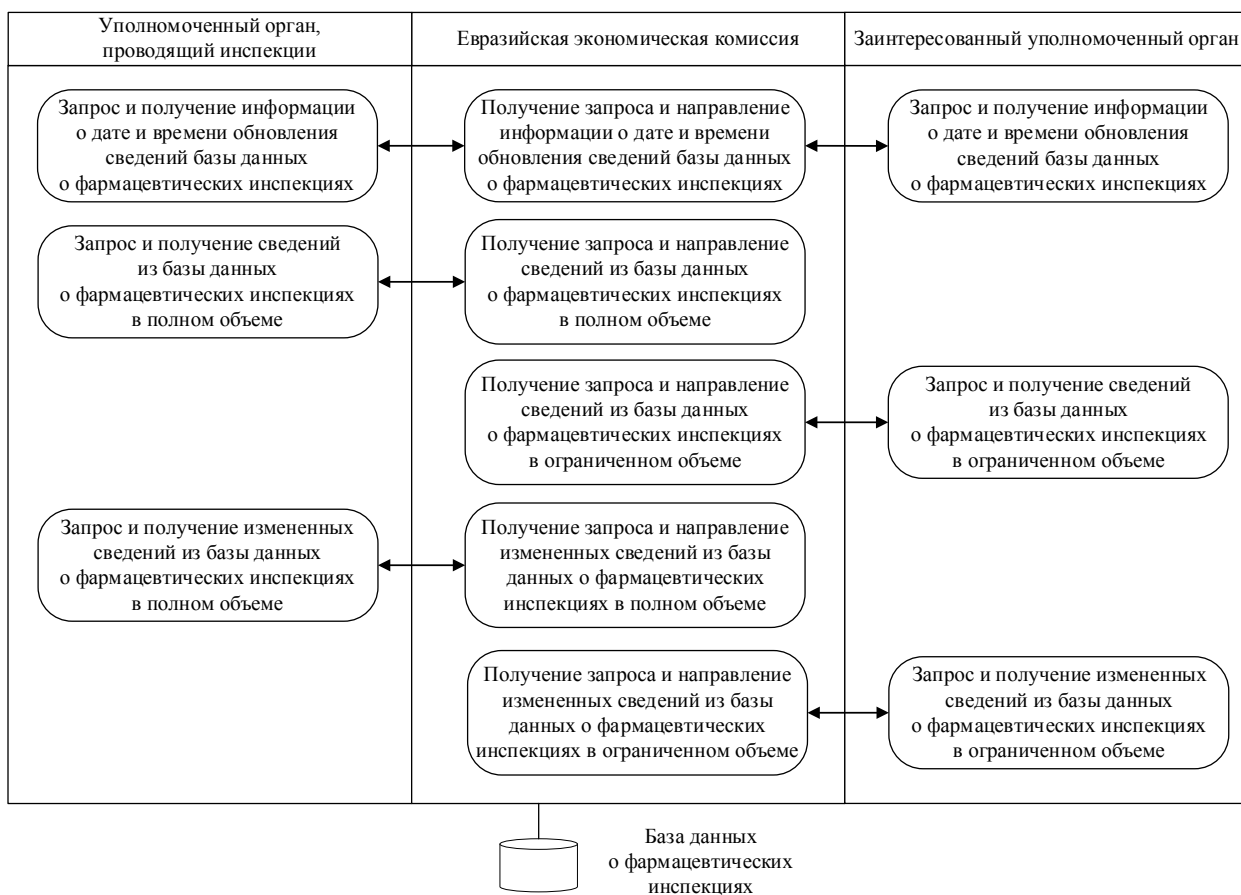 Уполномоченный орган,
проводящий инспекции
Евразийская экономическая комиссия
Заинтересованный уполномоченный орган
Запрос и получение информации
о дате и времени обновления
сведений базы данных
о фармацевтических инспекциях
Получение запроса и направление
информации о дате и времени
обновления сведений базы данных
о фармацевтических инспекциях
Запрос и получение информации
о дате и времени обновления
сведений базы данных
о фармацевтических инспекциях
Запрос и получение сведений
из базы данных
о фармацевтических инспекциях
в полном объеме
Получение запроса и направление
сведений из базы данных
о фармацевтических инспекциях
в полном объеме
Получение запроса и направление
сведений из базы данных
о фармацевтических инспекциях
в ограниченном объеме
Запрос и получение сведений
из базы данных
о фармацевтических инспекциях
в ограниченном объеме
Запрос и получение измененных
сведений из базы данных
о фармацевтических инспекциях
в полном объеме
Получение запроса и направление
измененных сведений из базы
данных о фармацевтических
инспекциях в полном объеме
Получение запроса и направление
измененных сведений из базы
данных о фармацевтических
инспекциях в ограниченном объеме
Запрос и получение измененных
сведений из базы данных
о фармацевтических инспекциях
в ограниченном объеме
База данных
о фармацевтических
инспекциях